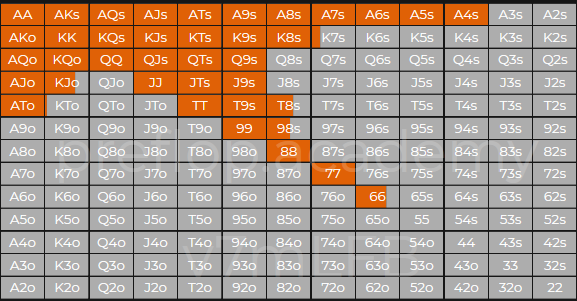 AA AKs AQs AJs ATs A9s A8s A7s A6s A5s A4s A3s A2s
AKo KK KQs KJs KTs K9s K8s K7s K6s K5s K4s K3s K2s
AQo KQo QQ QJs QTs Q9s Q8s Q7s Q6s Q5s Q4s Q3s Q2s
AJo KJo QJo JJ JTs J9s J8s J7s J6s J5s J4s J3s J2s
ATo KTo QTo JTo TT T9s T8s T7s T6s T5s T4s T3s T2s
A9o K9o Q9o J9o T9o 99 98s 97s 96s 95s 94s 93s 92s
A8o K8o Q8o J8o T8o 98o 88 87s 86s 85s 84s 83s 82s
A7o K7o Q7o J7o T7o 97o 87o 77 76s 75s 74s 73s 72s
A6o K6o Q6o J6o T6o 96o 86o 76o 66 65s 64s 63s 62s
A5o K5o Q5o J5o T5o 95o 85o 75o 65o 55 54s 53s 52s
A4o K4o Q4o J4o T4o 94o 84o 74o 64o 54o 44 43s 42s
A3o K3o Q3o J3o T3o 93o 83o 73o 63o 53o 43o 33 32s
A2o K2o Q2o J2o T2o 92o 82o 72o 62o 52o 42o 32o 22
preflop.academy